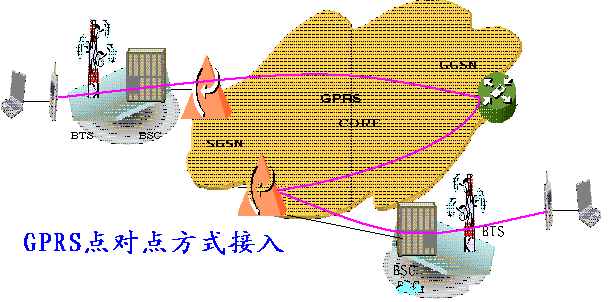 GGSN
GPRS
CORE
BTS
BSC
SGSN
GPRS点对点方式接入
BTS
BSC